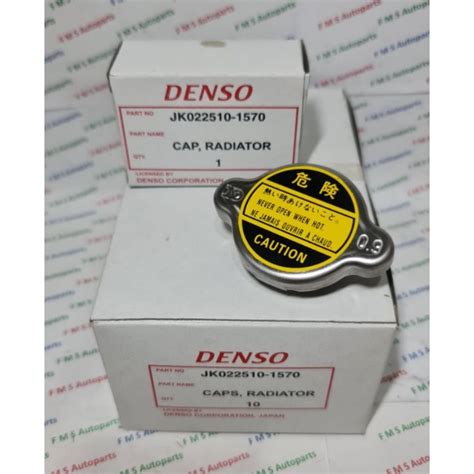 DENSO
PART NO
JK022510-1570
PART NAME
CAP, RADIATOR
QTY
1
LICENSED BY
DENSO CORPORATION
危険
熱い時あけないこと。
NEVER OPEN WHEN HOT.
NE JAMAIS OUVRIR A CHAUD
CAUTION
0.9
DENSO
PART NO
JK022510-1570
PART NAME
CAPS, RADIATOR
10
LICENSED BY
DENSO CORPORATION, JAPAN
F M S Autoparts